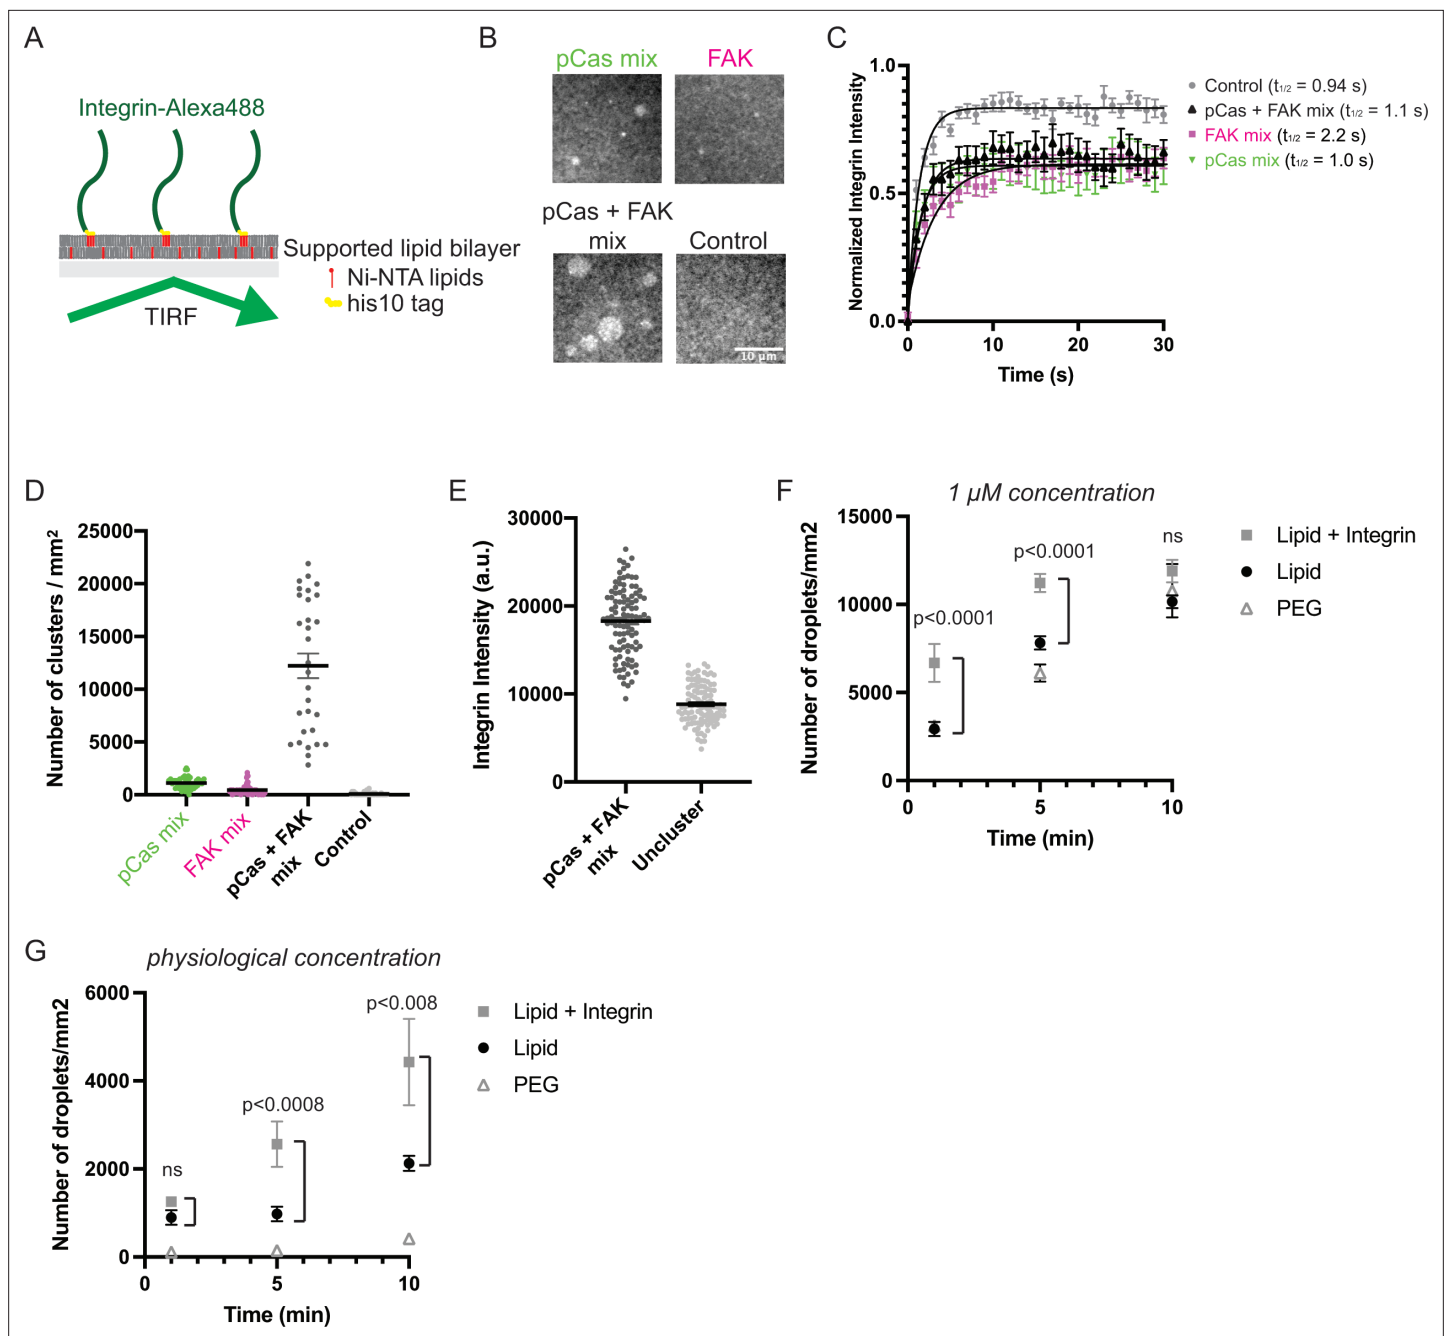 A
Integrin-Alexa488
Supported lipid bilayer
Ni-NTA lipids
his10 tag
TIRF
B
pCas mix
FAK
pCas + FAK
mix
Control
10 µm
C
Normalized Integrin Intensity
1.0
0.5
0.0
0
10
20
30
Time (s)
Control (t1/2 = 0.94 s)
pCas + FAK mix (t1/2 = 1.1 s)
FAK mix (t1/2 = 2.2 s)
pCas mix (t1/2 = 1.0 s)
D
Number of clusters / mm²
25000
20000
15000
10000
5000
0
pCas mix
FAK mix
pCas + FAK
mix
Control
E
Integrin Intensity (a.u.)
30000
20000
10000
0
pCas + FAK
mix
Uncluster
F
1 µM concentration
Number of droplets/mm2
15000
10000
5000
0
p<0.0001
p<0.0001
ns
0
5
10
Time (min)
Lipid + Integrin
Lipid
PEG
G
physiological concentration
Number of droplets/mm2
6000
4000
2000
0
ns
p<0.0008
p<0.008
0
5
10
Time (min)
Lipid + Integrin
Lipid
PEG